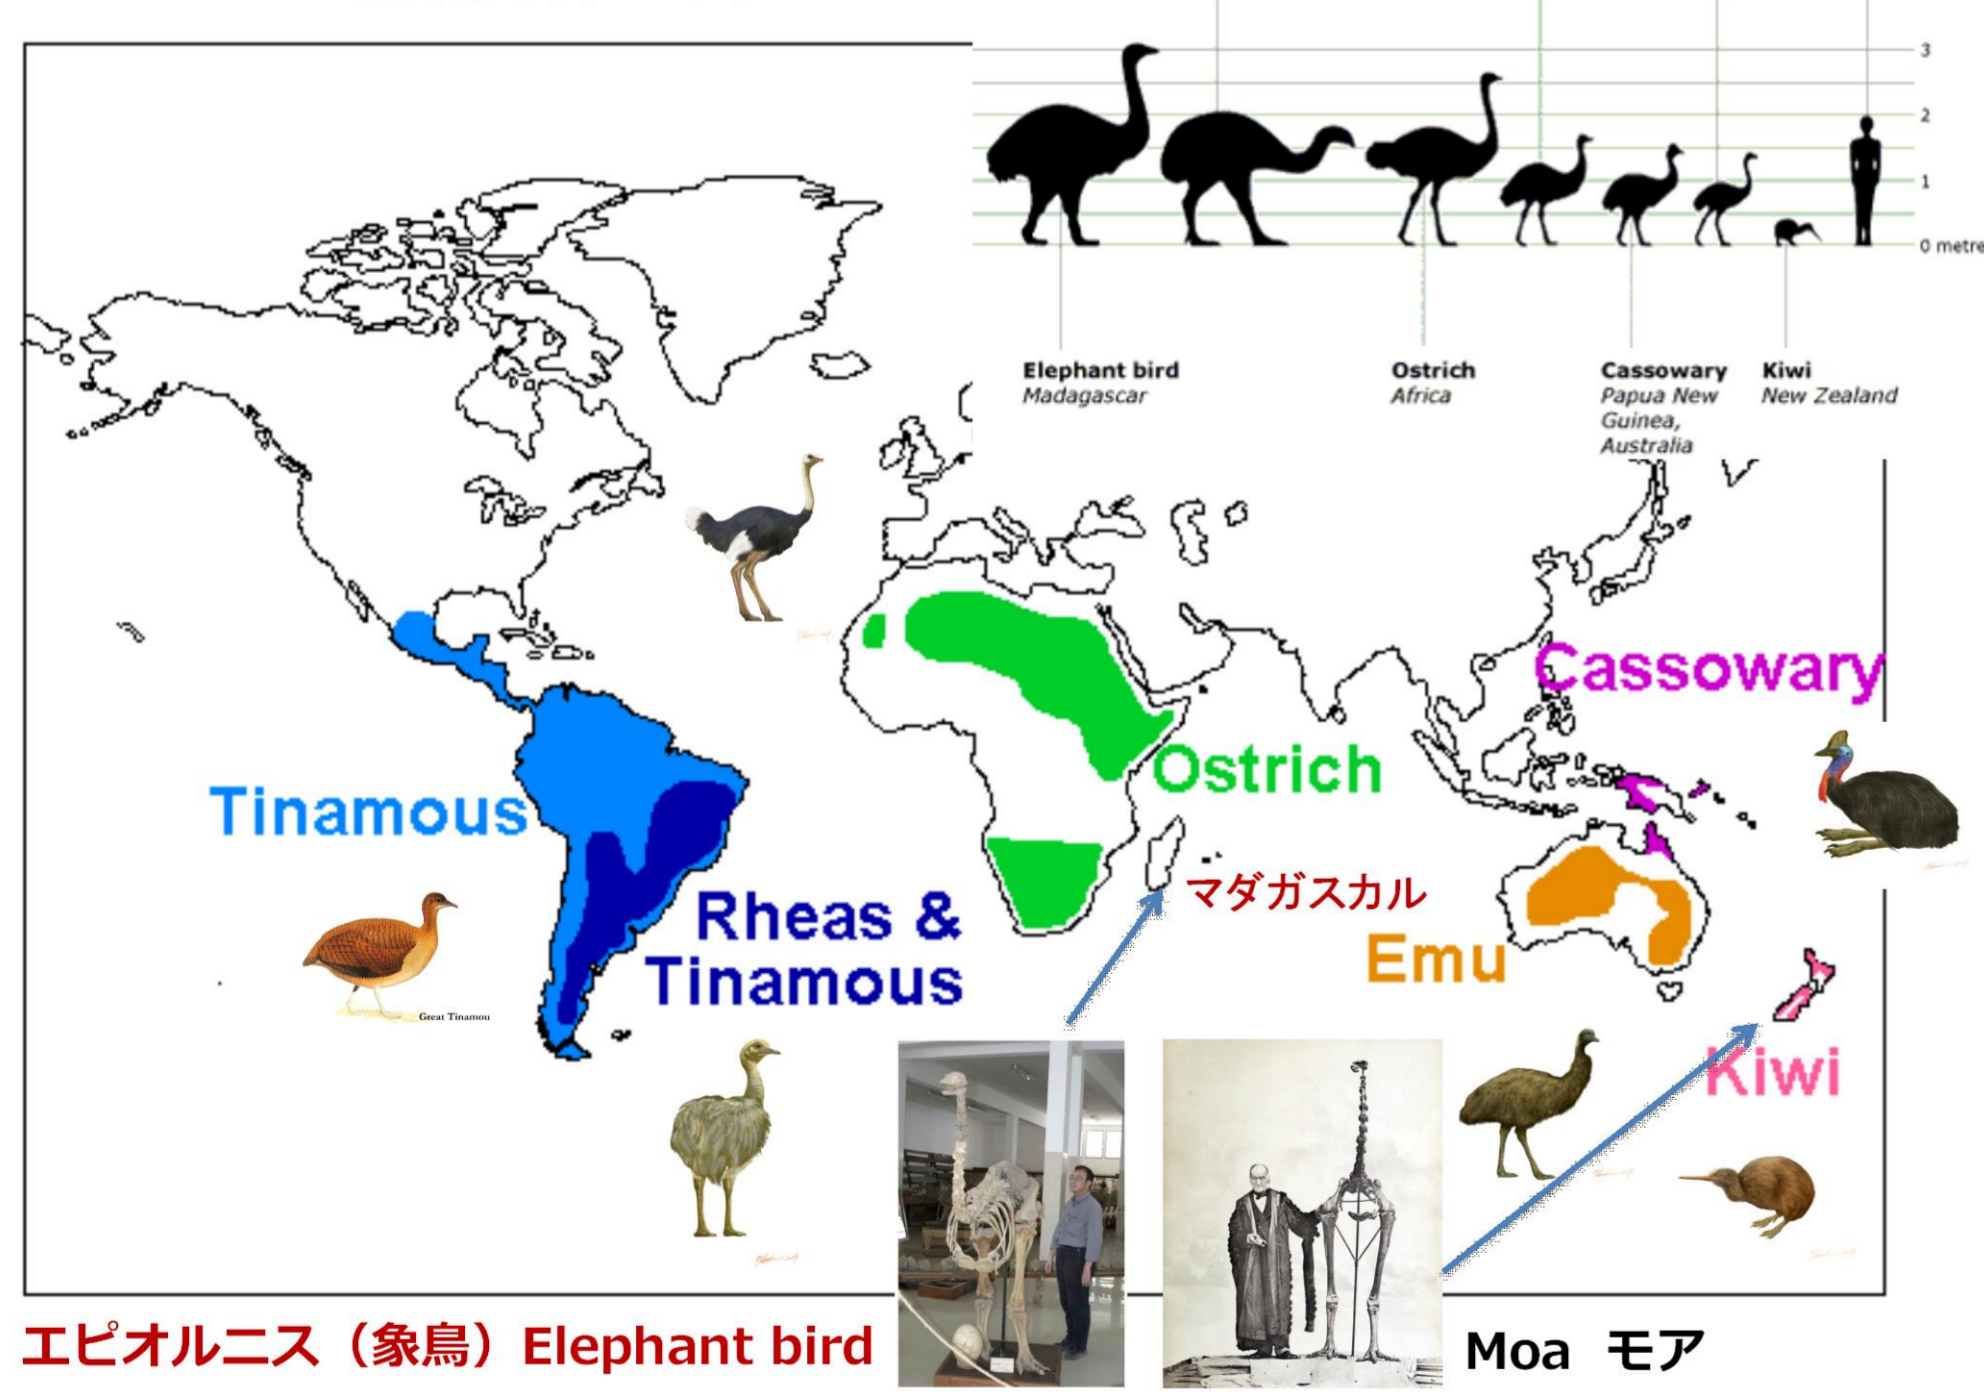 3
2
1
0 metre
Elephant bird
Madagascar
Ostrich
Africa
Cassowary
Papua New
Guinea,
Australia
Kiwi
New Zealand
Cassowary
Ostrich
Tinamous
マダガスカル
Rheas &
Tinamous
Emu
Great Tinamou
Kiwi
エピオルニス（象鳥）Elephant bird
Moa モア